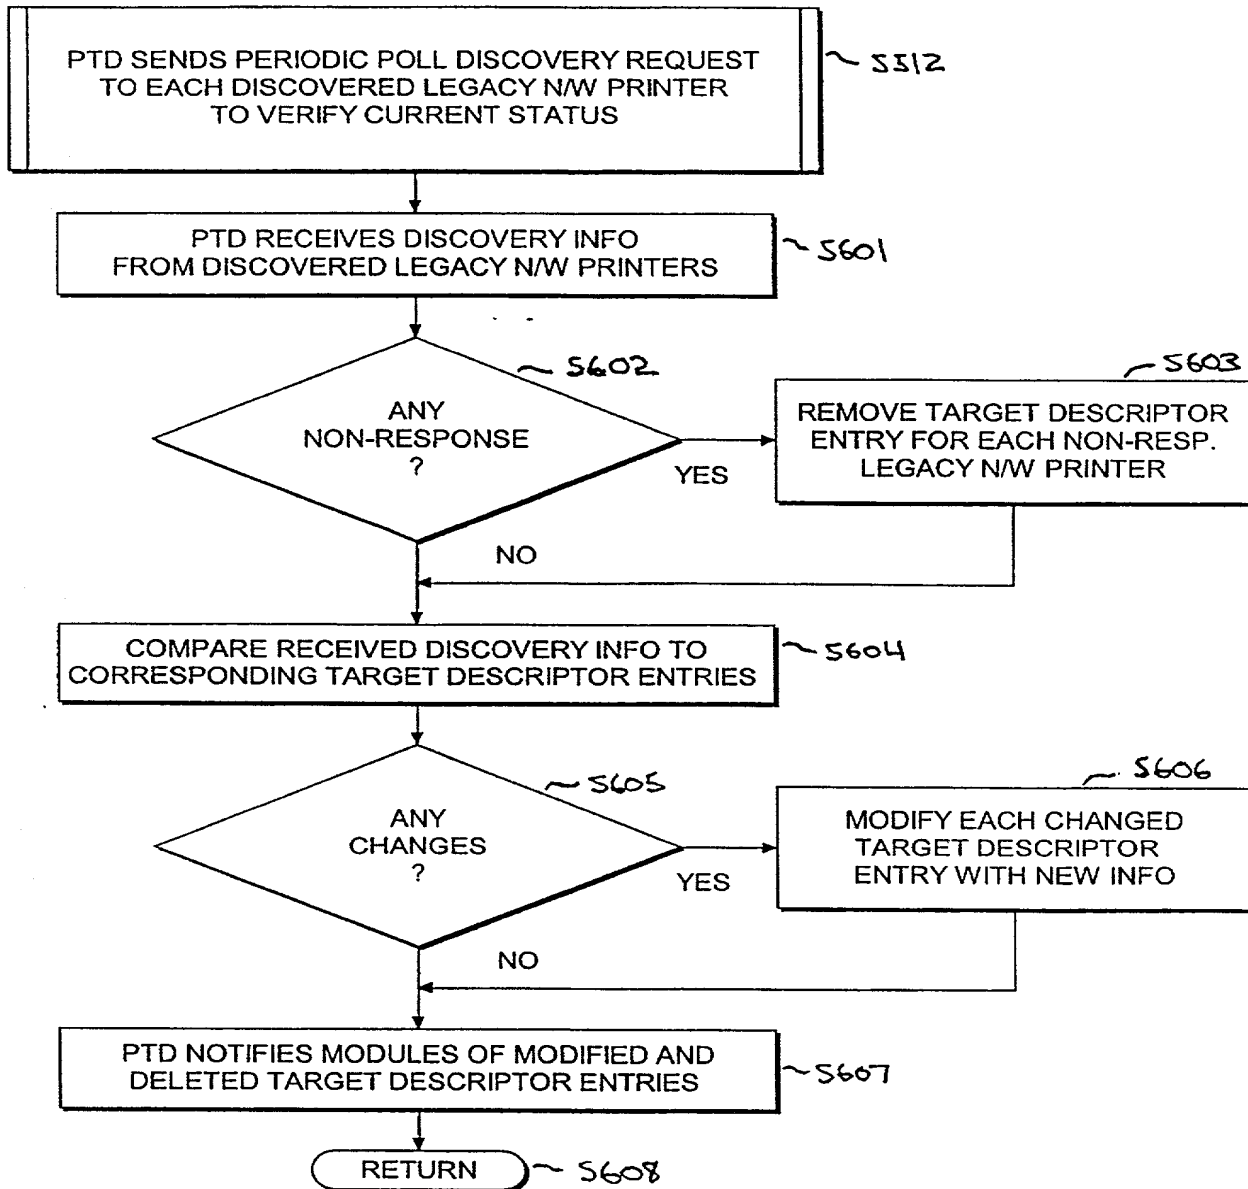 PTD SENDS PERIODIC POLL DISCOVERY REQUEST
TO EACH DISCOVERED LEGACY N/W PRINTER
TO VERIFY CURRENT STATUS
S512
PTD RECEIVES DISCOVERY INFO
FROM DISCOVERED LEGACY N/W PRINTERS
S601
ANY
NON-RESPONSE
?
S602
YES
NO
REMOVE TARGET DESCRIPTOR
ENTRY FOR EACH NON-RESP.
LEGACY N/W PRINTER
S603
COMPARE RECEIVED DISCOVERY INFO TO
CORRESPONDING TARGET DESCRIPTOR ENTRIES
S604
ANY
CHANGES
?
S605
YES
NO
MODIFY EACH CHANGED
TARGET DESCRIPTOR
ENTRY WITH NEW INFO
S606
PTD NOTIFIES MODULES OF MODIFIED AND
DELETED TARGET DESCRIPTOR ENTRIES
S607
RETURN
S608